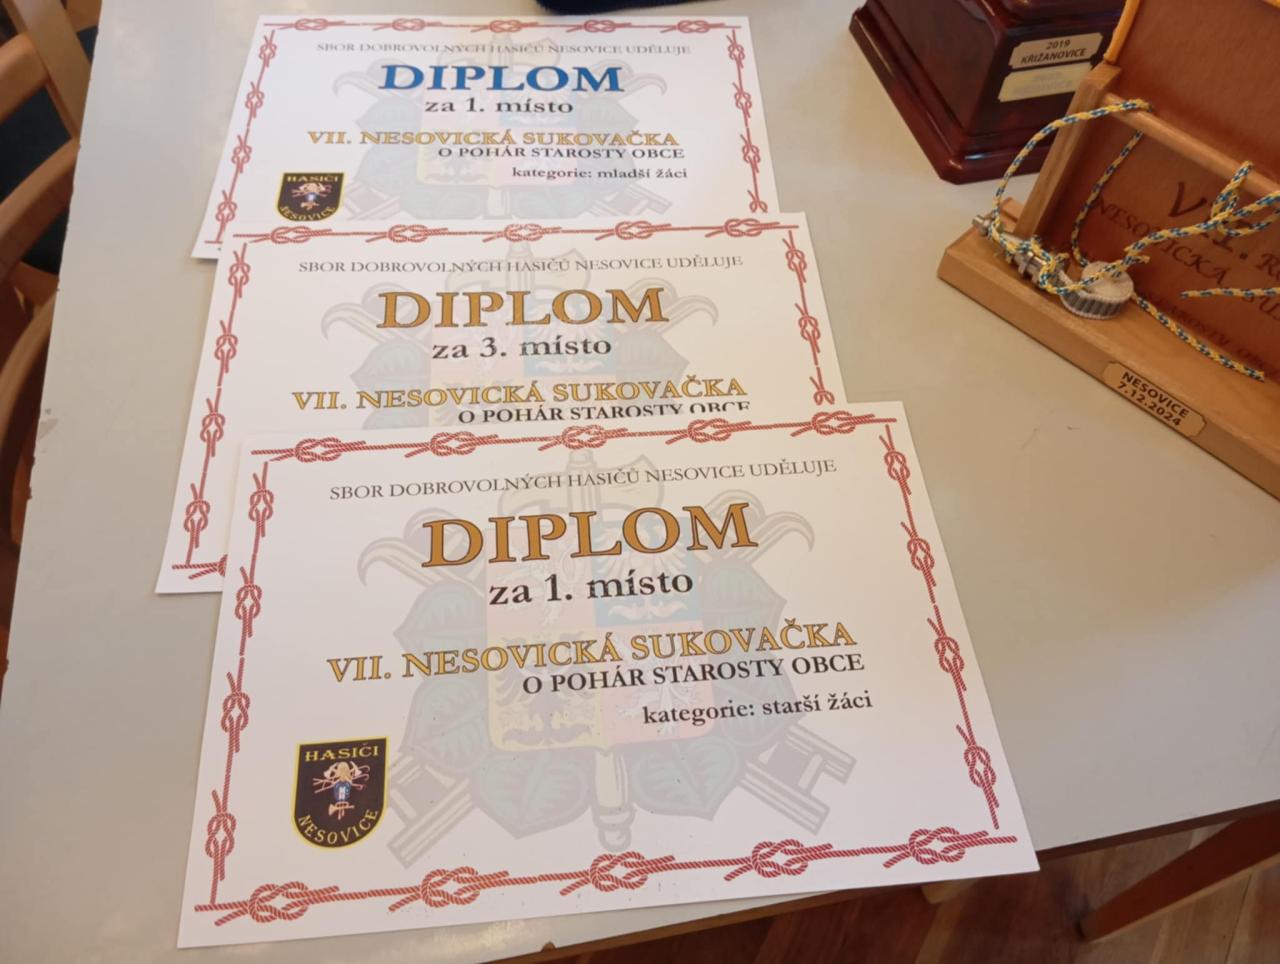 SBOR DOBROVOLNÝCH HASIČŮ NESOVICE UDĚLUJE
DIPLOM
za 1. místo
VII. NESOVICKÁ SUKOVAČKA
O POHÁR STAROSTY OBCE
kategorie: mladší žáci
HASIČI
NESOVICE
SBOR DOBROVOLNÝCH HASIČŮ NESOVICE UDĚLUJE
DIPLOM
za 3. místo
VII. NESOVICKÁ SUKOVAČKA
O POHÁR STAROSTY OBCE
SBOR DOBROVOLNÝCH HASIČŮ NESOVICE UDĚLUJE
DIPLOM
za 1. místo
VII. NESOVICKÁ SUKOVAČKA
O POHÁR STAROSTY OBCE
kategorie: starší žáci
HASIČI
NESOVICE
2019
KŘIŽANOVICE
NESOVICKÁ
NESOVICE
7.12.2024